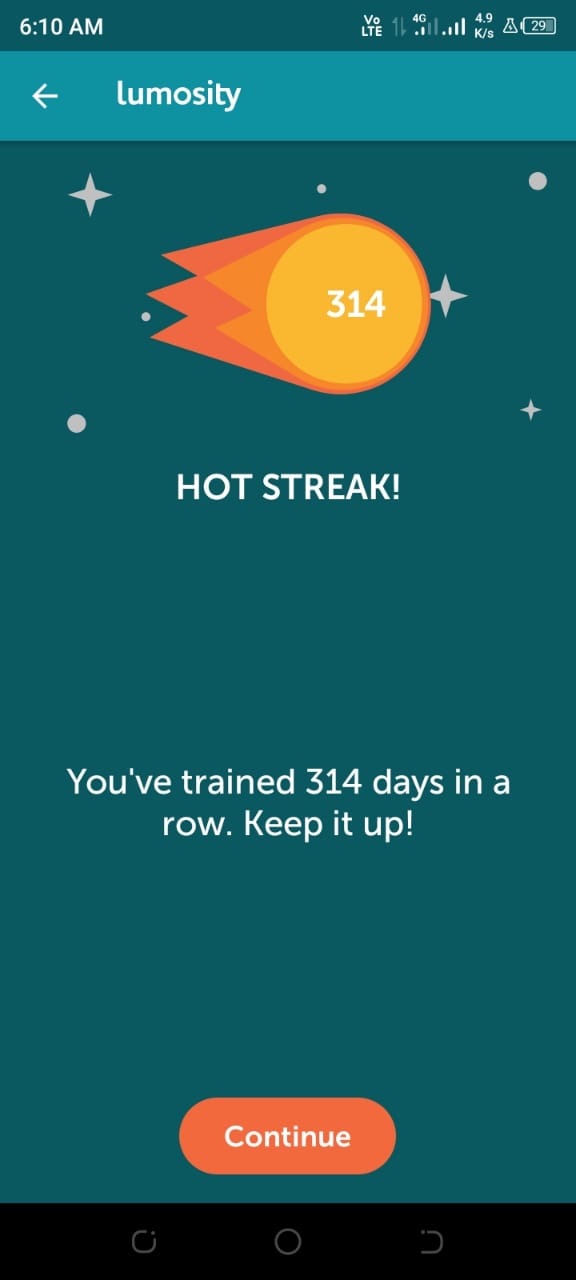 6:10 AM Vo LTE 4G 4.9 K/s 29
lumosity
314
HOT STREAK!
You've trained 314 days in a
row. Keep it up!
Continue